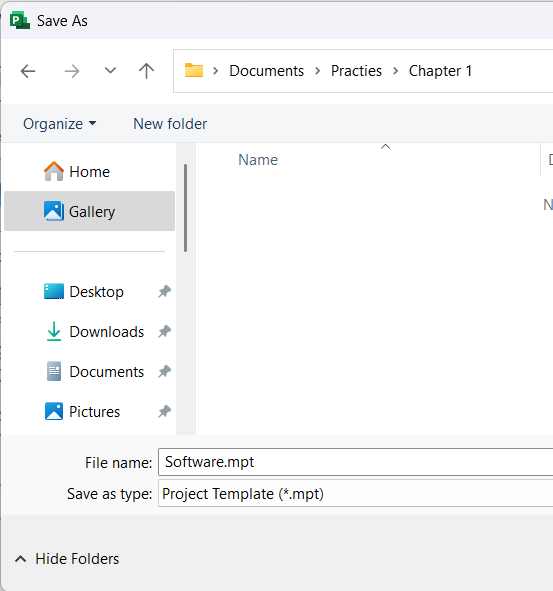 Save As
Documents > Practies > Chapter 1
Organize New folder
Name
Home
Gallery
Desktop
Downloads
Documents
Pictures
File name: Software.mpt
Save as type: Project Template (*.mpt)
Hide Folders